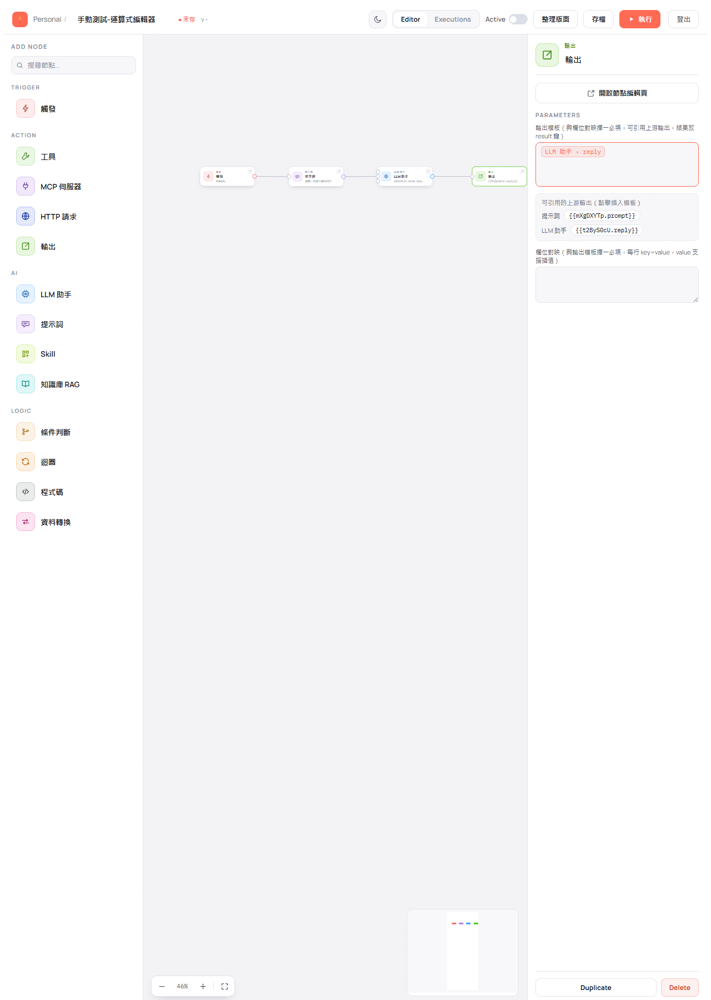 Personal /
手動測試-運算式編輯器
● 未存
v -
Editor
Executions
Active
整理版面
存檔
執行
登出
ADD NODE
搜尋節點...
TRIGGER
觸發
ACTION
工具
MCP 伺服器
HTTP 請求
輸出
AI
LLM 助手
提示詞
Skill
知識庫 RAG
LOGIC
條件判斷
迴圈
程式碼
資料轉換
觸發
觸發
MANUAL
提示詞
LLM 助手
LLM 助手
輸出
輸出
{{t2ByS0cU.reply}}
46%
輸出
輸出
開啟節點編輯頁
PARAMETERS
輸出模板（與欄位對映擇一必填，可引用上游輸出，結果放
result 鍵）
LLM 助手 › reply
可引用的上游輸出（點擊插入模板）
提示詞 {{mXgDXYTp.prompt}}
LLM 助手 {{t2ByS0cU.reply}}
欄位對映（與輸出模板擇一必填，每行 key=value，value 支
援插值）
Duplicate
Delete